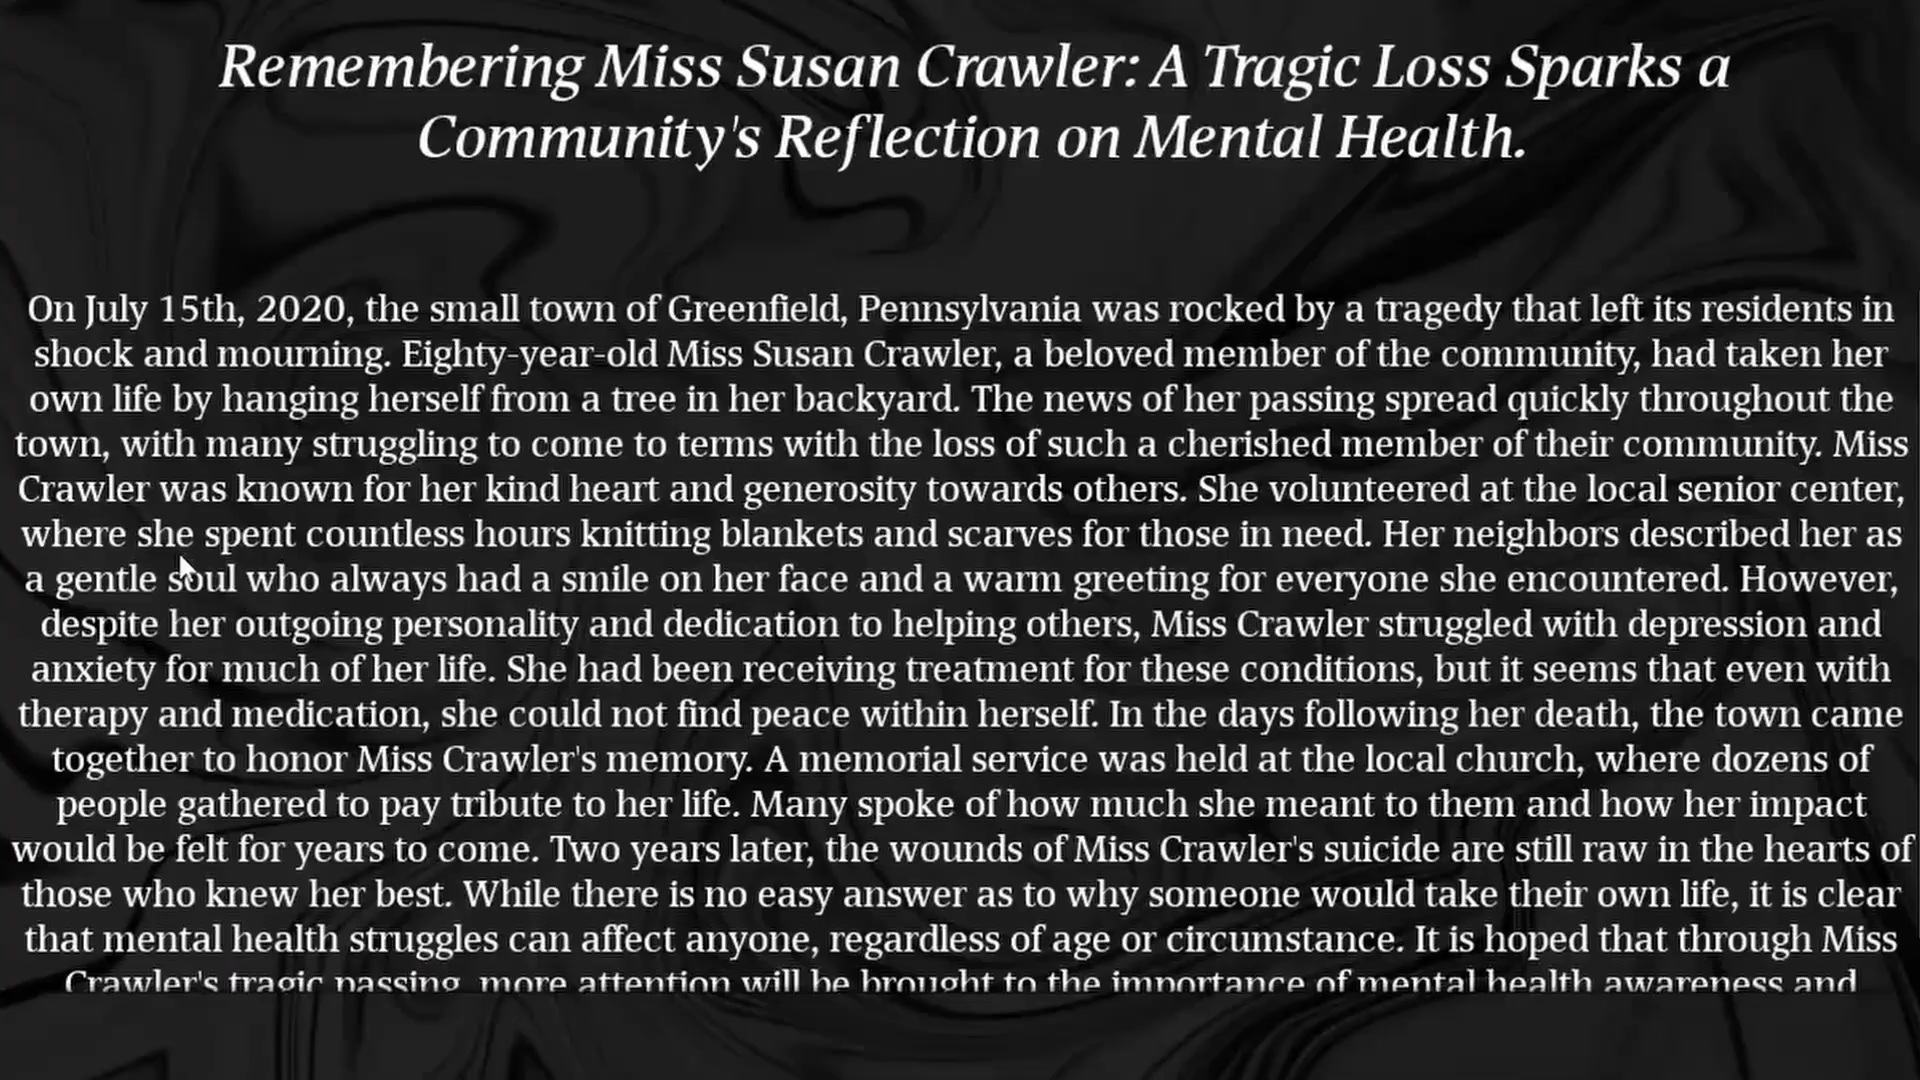 Remembering Miss Susan Crawler: A Tragic Loss Sparks a
Community's Reflection on Mental Health.
On July 15th, 2020, the small town of Greenfield, Pennsylvania was rocked by a tragedy that left its residents in
shock and mourning. Eighty-year-old Miss Susan Crawler, a beloved member of the community, had taken her
own life by hanging herself from a tree in her backyard. The news of her passing spread quickly throughout the
town, with many struggling to come to terms with the loss of such a cherished member of their community. Miss
Crawler was known for her kind heart and generosity towards others. She volunteered at the local senior center,
where she spent countless hours knitting blankets and scarves for those in need. Her neighbors described her as
a gentle soul who always had a smile on her face and a warm greeting for everyone she encountered. However,
despite her outgoing personality and dedication to helping others, Miss Crawler struggled with depression and
anxiety for much of her life. She had been receiving treatment for these conditions, but it seems that even with
therapy and medication, she could not find peace within herself. In the days following her death, the town came
together to honor Miss Crawler's memory. A memorial service was held at the local church, where dozens of
people gathered to pay tribute to her life. Many spoke of how much she meant to them and how her impact
would be felt for years to come. Two years later, the wounds of Miss Crawler's suicide are still raw in the hearts of
those who knew her best. While there is no easy answer as to why someone would take their own life, it is clear
that mental health struggles can affect anyone, regardless of age or circumstance. It is hoped that through Miss
Crawler's tragic passing, more attention will be brought to the importance of mental health awareness and